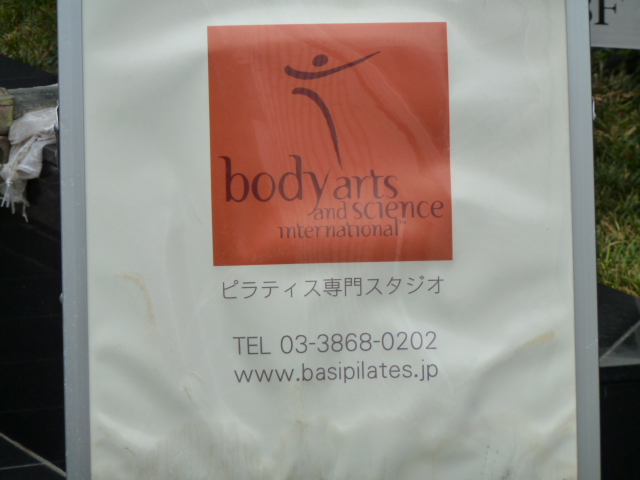 body arts
and science
international™
ピラティス専門スタジオ
TEL 03-3868-0202
www.basipilates.jp